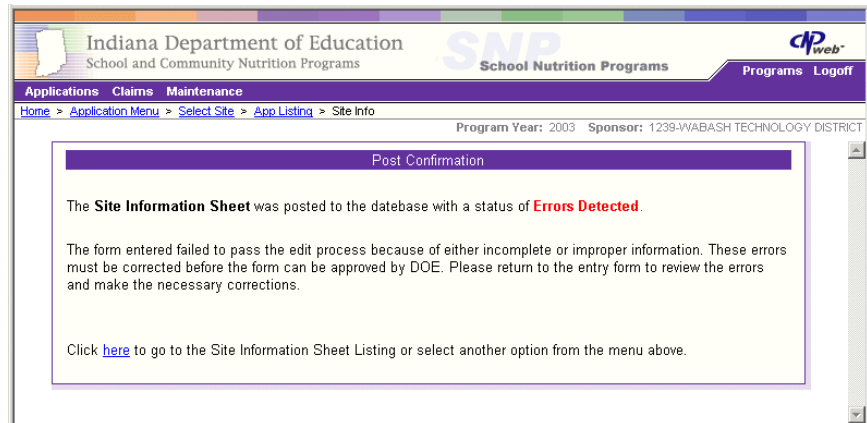 Indiana Department of Education
School and Community Nutrition Programs
SNP
School Nutrition Programs
CNPweb
Programs Logoff
Applications Claims Maintenance
Home > Application Menu > Select Site > App Listing > Site Info
Program Year: 2003 Sponsor: 1239-WABASH TECHNOLOGY DISTRICT
Post Confirmation
The Site Information Sheet was posted to the datebase with a status of Errors Detected.
The form entered failed to pass the edit process because of either incomplete or improper information. These errors
must be corrected before the form can be approved by DOE. Please return to the entry form to review the errors
and make the necessary corrections.
Click here to go to the Site Information Sheet Listing or select another option from the menu above.